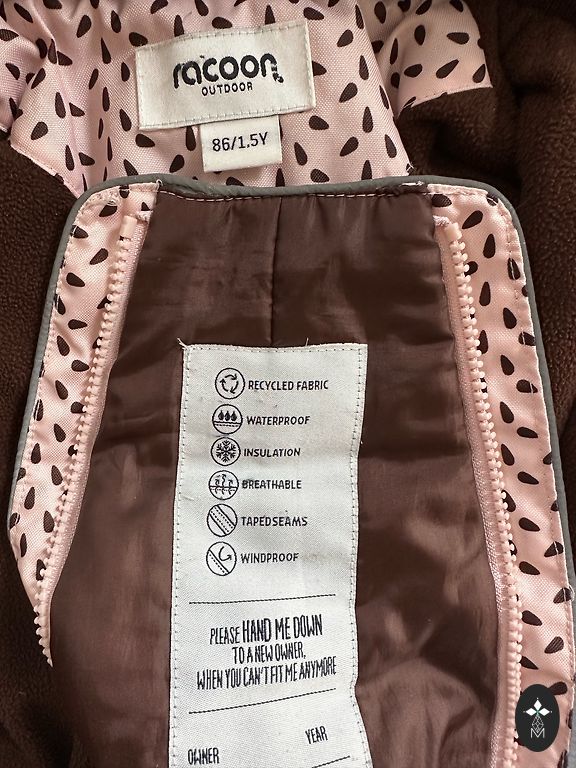 racoon
OUTDOOR
86/1.5Y
RECYCLED FABRIC
WATERPROOF
INSULATION
BREATHABLE
TAPEDSEAMS
WINDPROOF
PLEASE HAND ME DOWN
TO A NEW OWNER,
WHEN YOU CAN'T FIT ME ANYMORE
OWNER YEAR
M